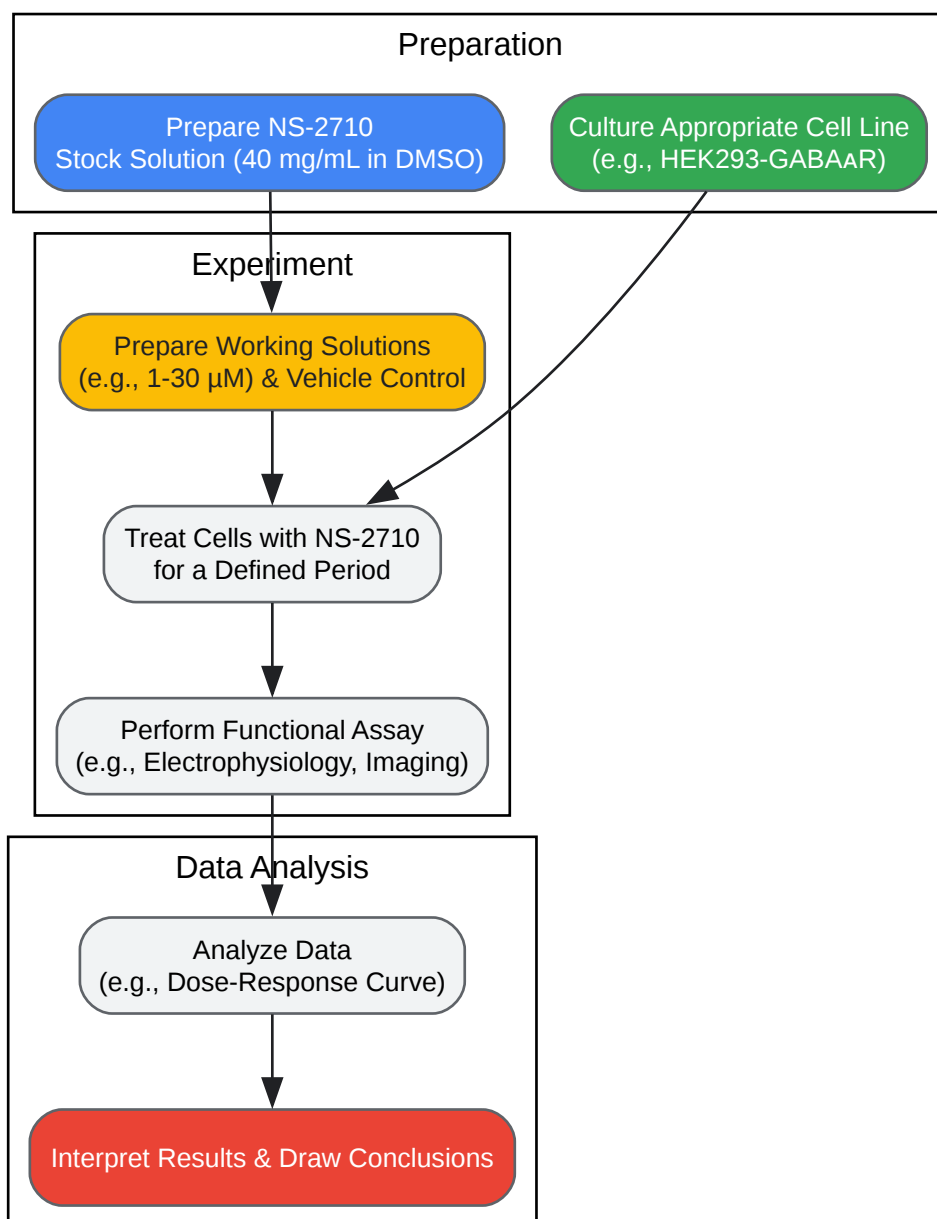 Preparation
Prepare NS-2710
Stock Solution (40 mg/mL in DMSO)
Culture Appropriate Cell Line
(e.g., HEK293-GABAᴀR)
Experiment
Prepare Working Solutions
(e.g., 1-30 µM) & Vehicle Control
Treat Cells with NS-2710
for a Defined Period
Perform Functional Assay
(e.g., Electrophysiology, Imaging)
Data Analysis
Analyze Data
(e.g., Dose-Response Curve)
Interpret Results & Draw Conclusions